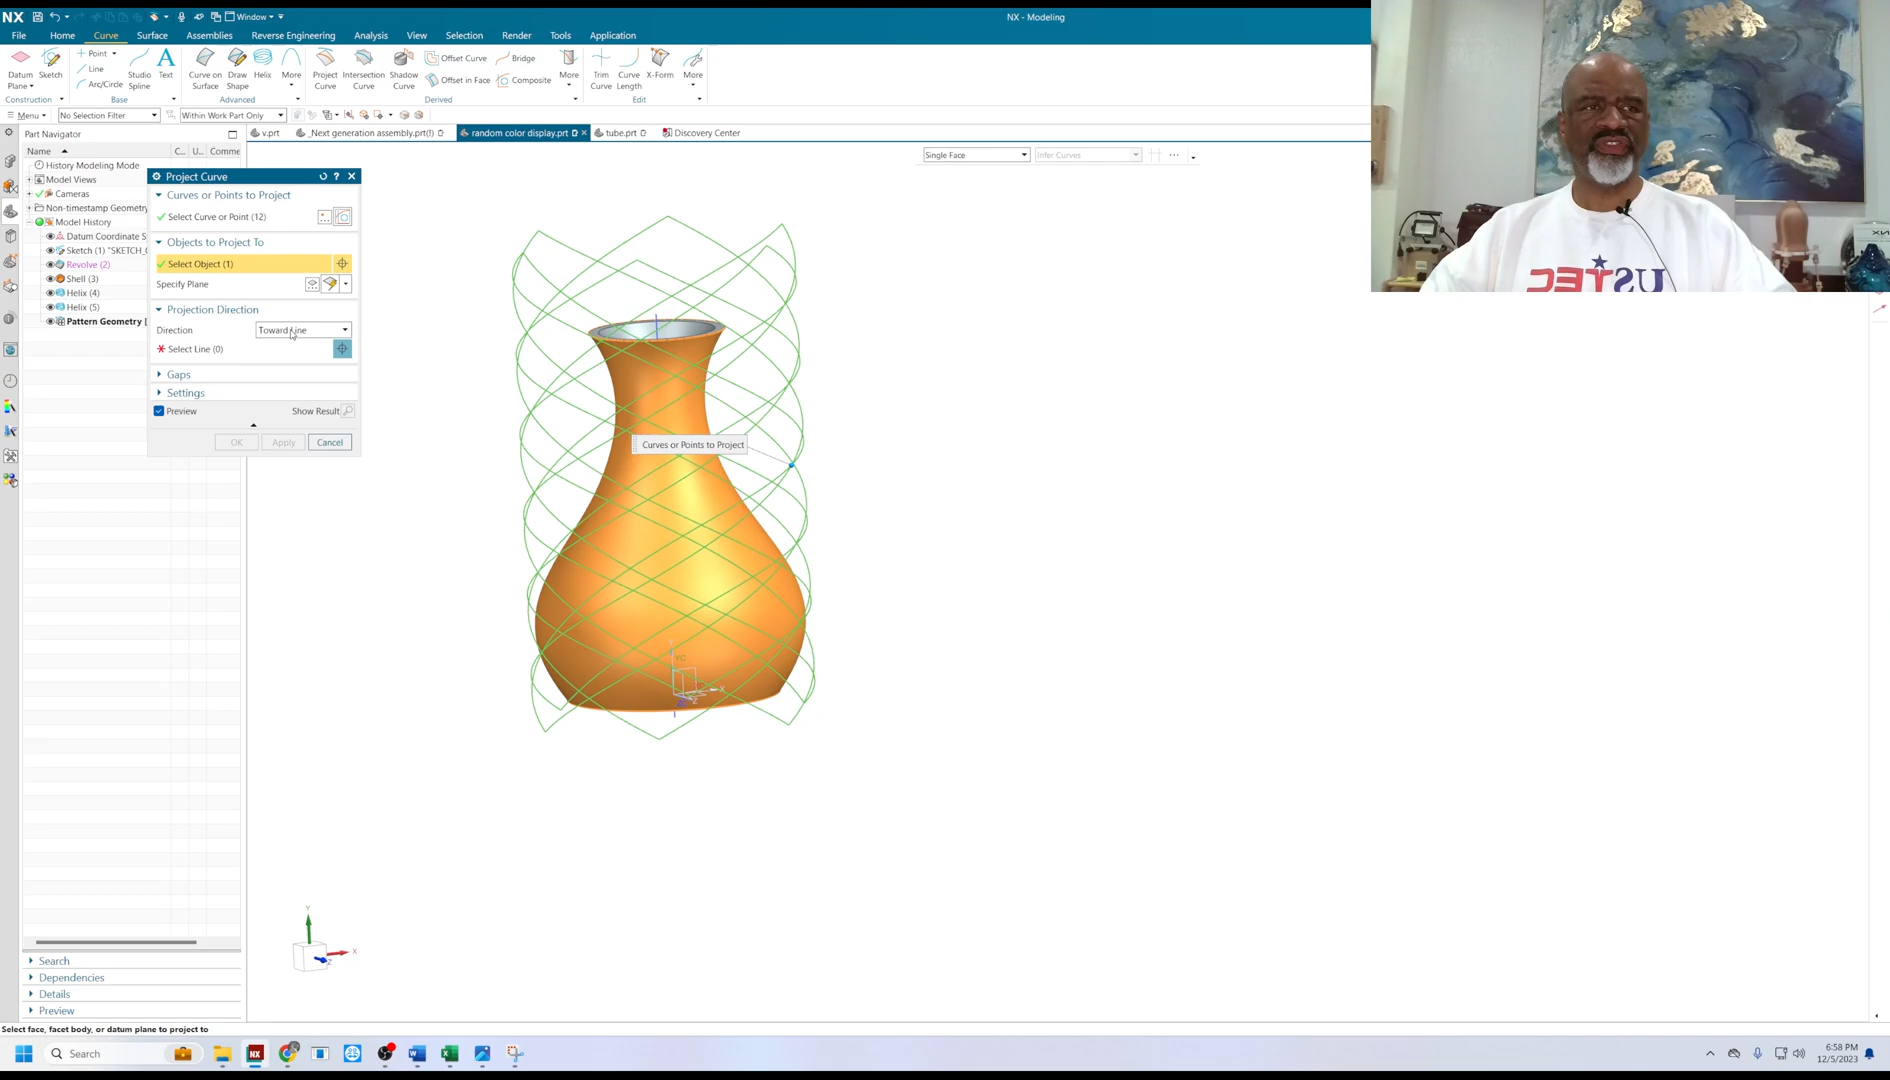 NX Window NX - Modeling
File Home Curve Surface Assemblies Reverse Engineering Analysis View Selection Render Tools Application
Datum Plane Sketch Point Line Arc/Circle Studio Spline Text Curve on Surface Draw Shape Helix More Project Curve Intersection Curve Shadow Curve Offset Curve Offset in Face Bridge Composite More Trim Curve Curve Length X-Form More
Construction Base Advanced Derived Edit
Menu No Selection Filter Within Work Part Only
Part Navigator v.prt _Next generation assembly.prt(!) random color display.prt tube.prt Discovery Center
Name C... U... Comme
Single Face Infer Curves
History Modeling Mode
Model Views
Cameras
Non-timestamp Geometry
Model History
Datum Coordinate S
Sketch (1) "SKETCH_
Revolve (2)
Shell (3)
Helix (4)
Helix (5)
Pattern Geometry [
Project Curve
Curves or Points to Project
Select Curve or Point (12)
Objects to Project To
Select Object (1)
Specify Plane
Projection Direction
Direction Toward Line
Select Line (0)
Gaps
Settings
Preview Show Result
OK Apply Cancel
Curves or Points to Project
YC
Y
X
Z
Y
X
Z
USTEC
NX
Search
Dependencies
Details
Preview
Select face, facet body, or datum plane to project to
Search
6:58 PM
12/5/2023